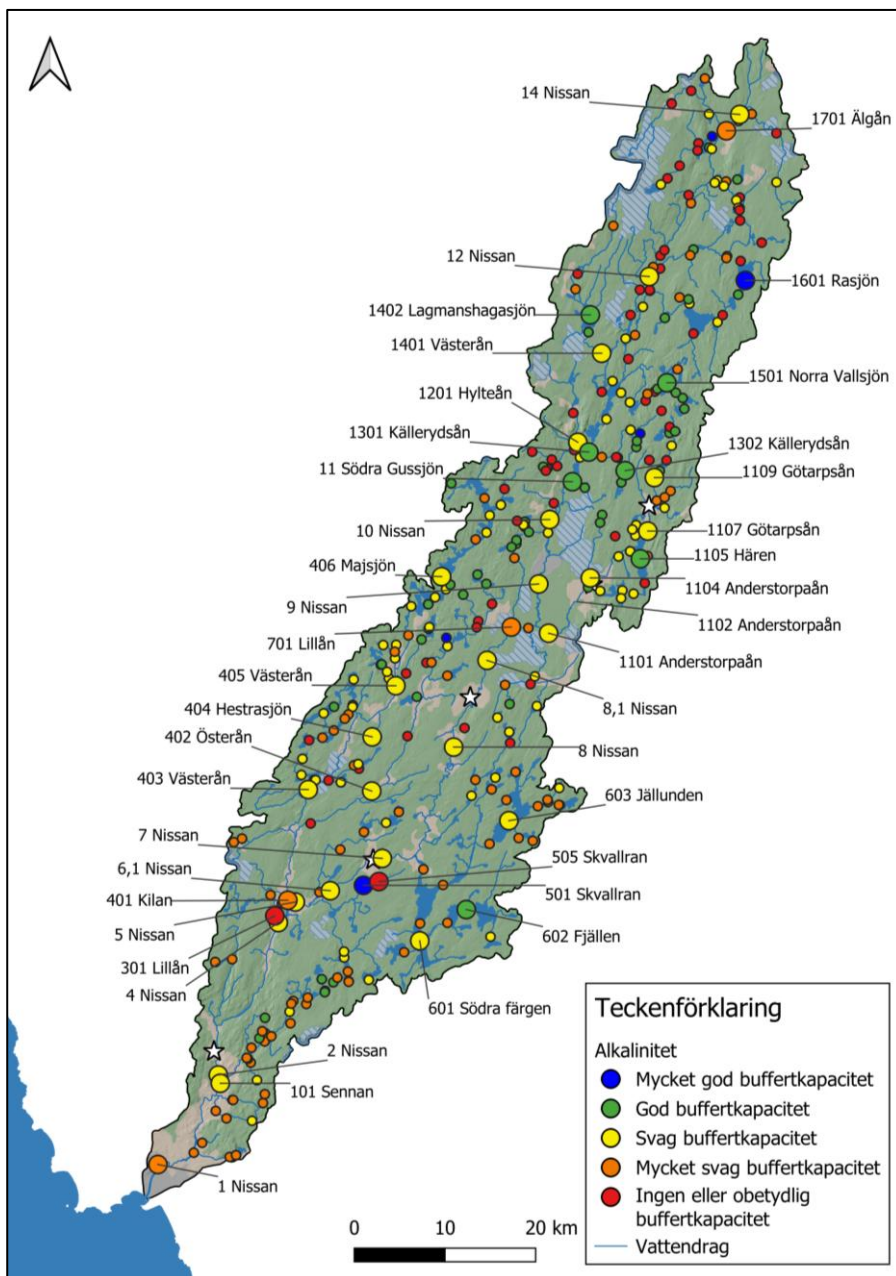 14 Nissan
1701 Älgån
12 Nissan
1601 Rasjön
1402 Lagmanshagasjön
1401 Västerån
1501 Norra Vallsjön
1201 Hylteån
1301 Källerydsån
1302 Källerydsån
11 Södra Gussjön
1109 Götarpsån
10 Nissan
1107 Götarpsån
406 Majsjön
1105 Hären
9 Nissan
1104 Anderstorpaån
1102 Anderstorpaån
701 Lillån
1101 Anderstorpaån
405 Västerån
8,1 Nissan
404 Hestrasjön
402 Österån
8 Nissan
403 Västerån
603 Jällunden
7 Nissan
505 Skvallran
6,1 Nissan
501 Skvallran
401 Kilan
5 Nissan
602 Fjällen
301 Lillån
4 Nissan
601 Södra färgen
2 Nissan
101 Sennan
1 Nissan
0
20 km
Teckenförklaring
Alkalinitet
Mycket god buffertkapacitet
God buffertkapacitet
Svag buffertkapacitet
Mycket svag buffertkapacitet
Ingen eller obetydlig
buffertkapacitet
Vattendrag